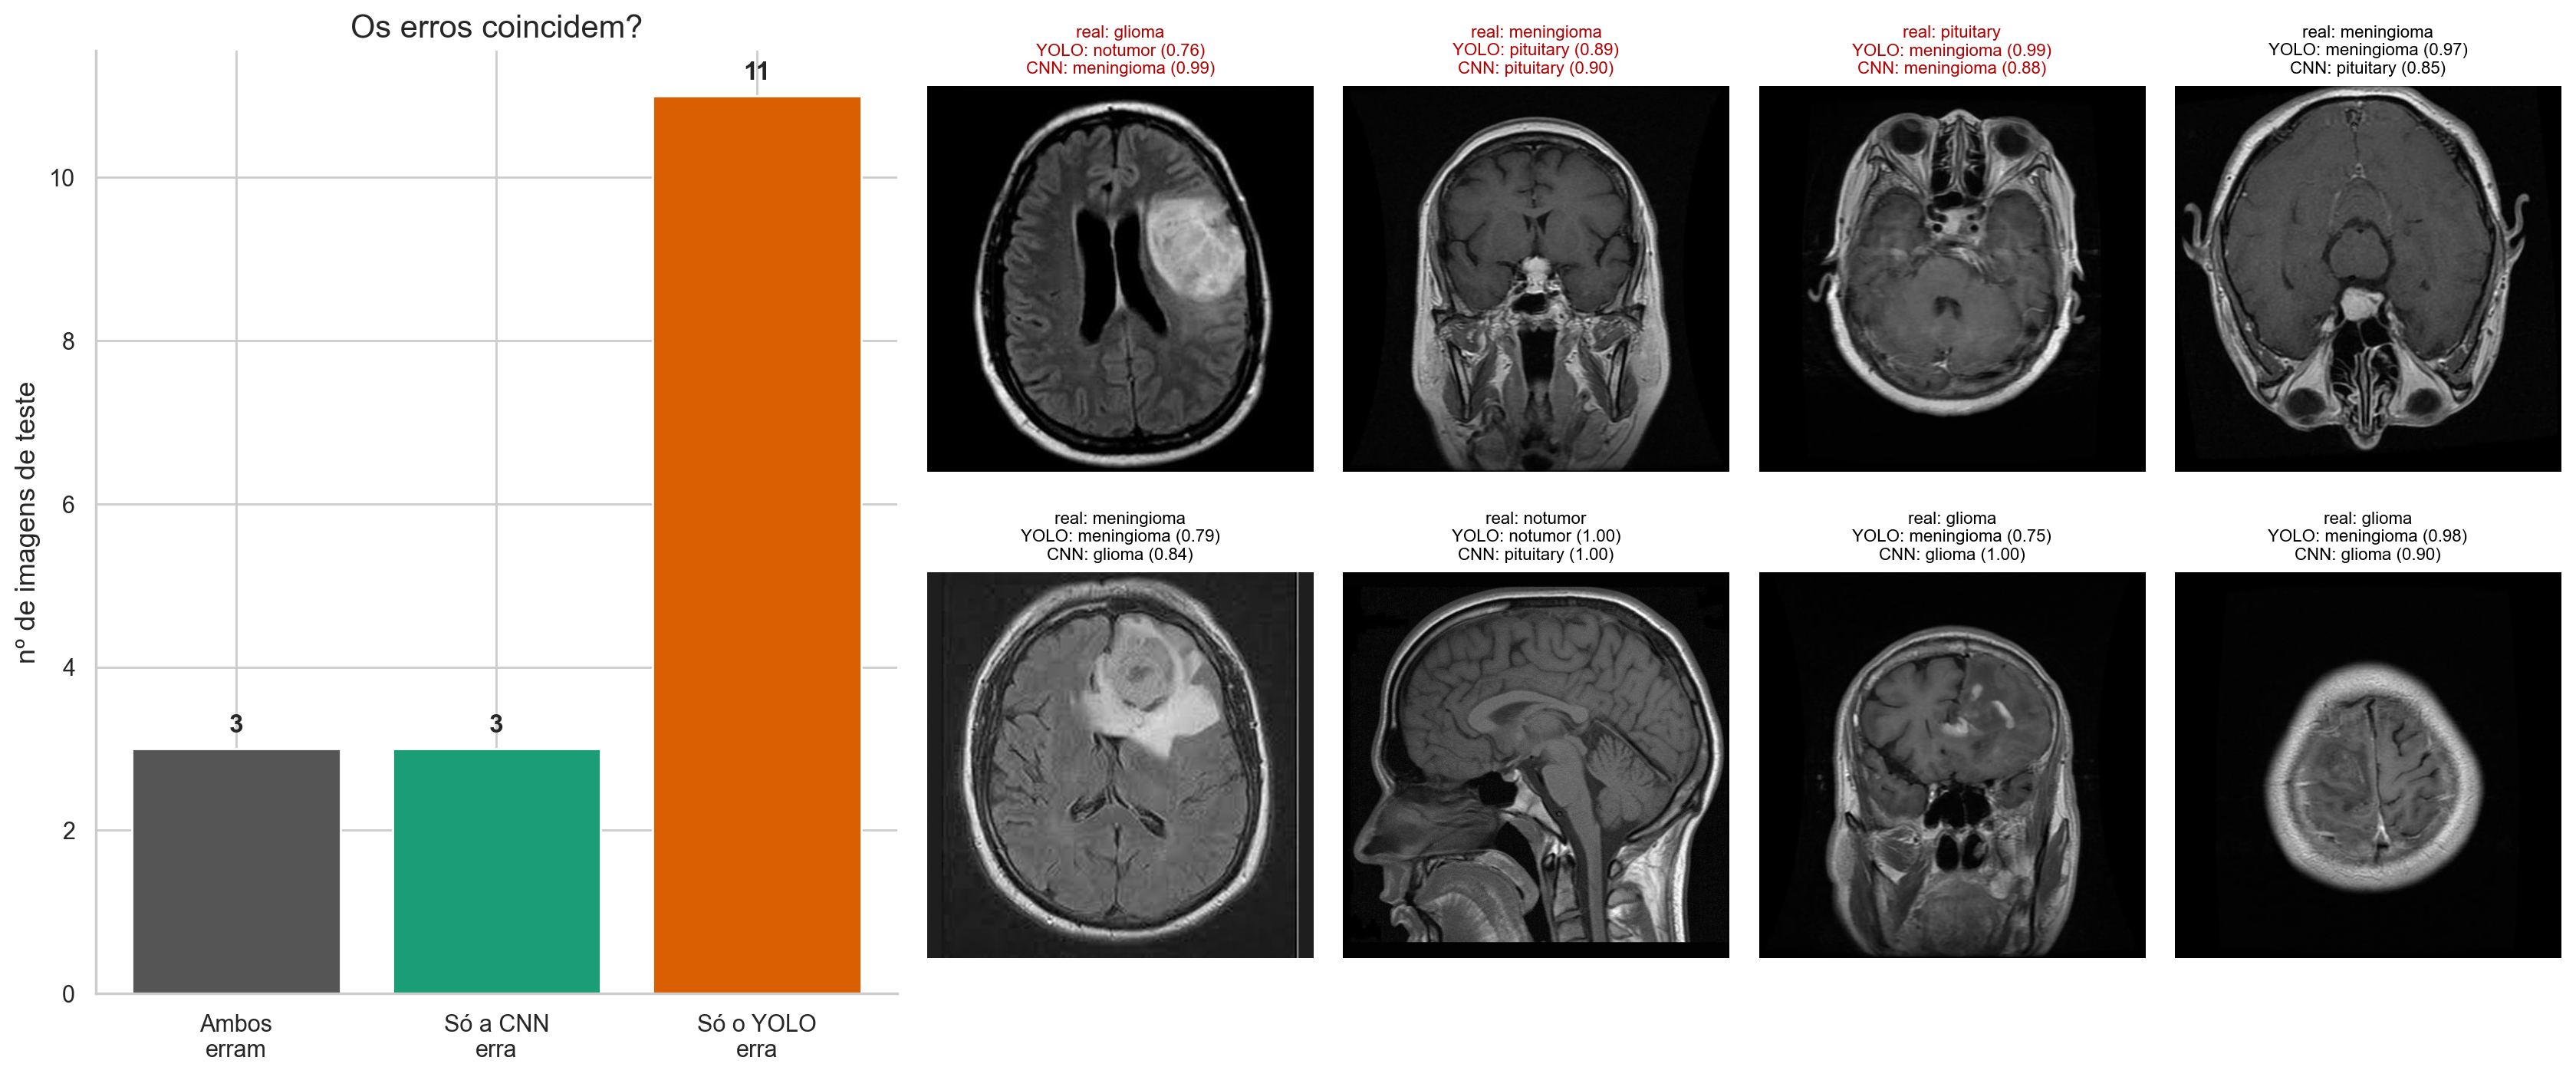 Os erros coincidem?
nº de imagens de teste
10
8
6
4
2
0
3
3
11
Ambos
erram
Só a CNN
erra
Só o YOLO
erra
real: glioma
YOLO: notumor (0.76)
CNN: meningioma (0.99)
real: meningioma
YOLO: pituitary (0.89)
CNN: pituitary (0.90)
real: pituitary
YOLO: meningioma (0.99)
CNN: meningioma (0.88)
real: meningioma
YOLO: meningioma (0.97)
CNN: pituitary (0.85)
real: meningioma
YOLO: meningioma (0.79)
CNN: glioma (0.84)
real: notumor
YOLO: notumor (1.00)
CNN: pituitary (1.00)
real: glioma
YOLO: meningioma (0.75)
CNN: glioma (1.00)
real: glioma
YOLO: meningioma (0.98)
CNN: glioma (0.90)